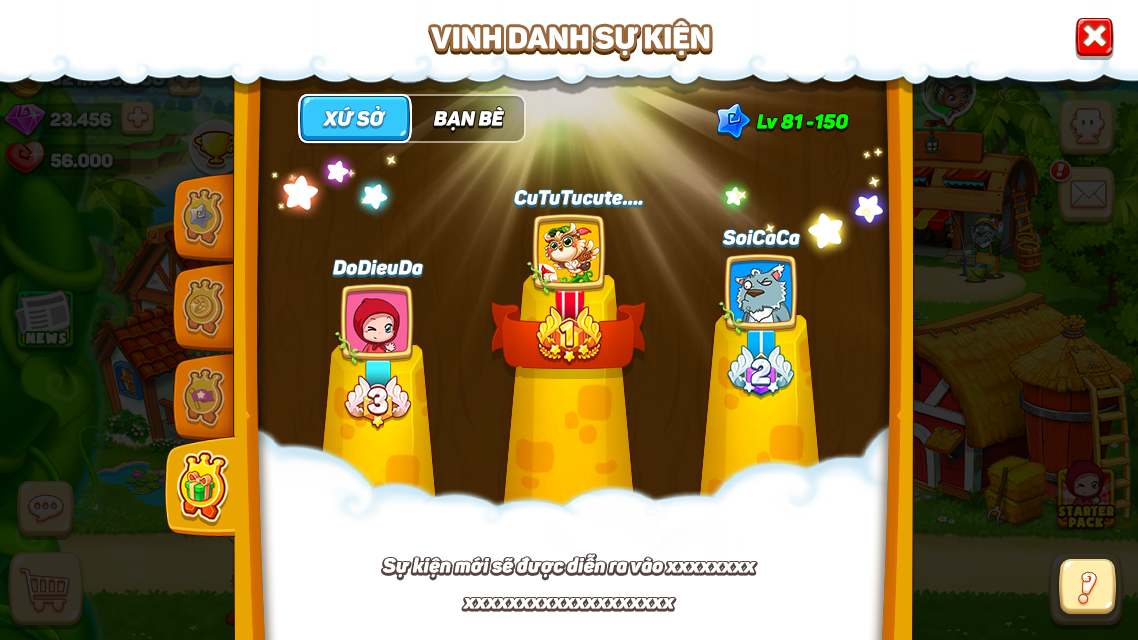 VINH DANH SỰ KIỆN
XỨ SỞ
BẠN BÈ
Lv 81-150
23.456
56.000
CuTuTucute....
SoiCaCa
DoDieuDa
1
2
3
NEWS
STARTER
PACK
Sự kiện mới sẽ được diễn ra vào xxxxxxxx
xxxxxxxxxxxxxxxxxxx